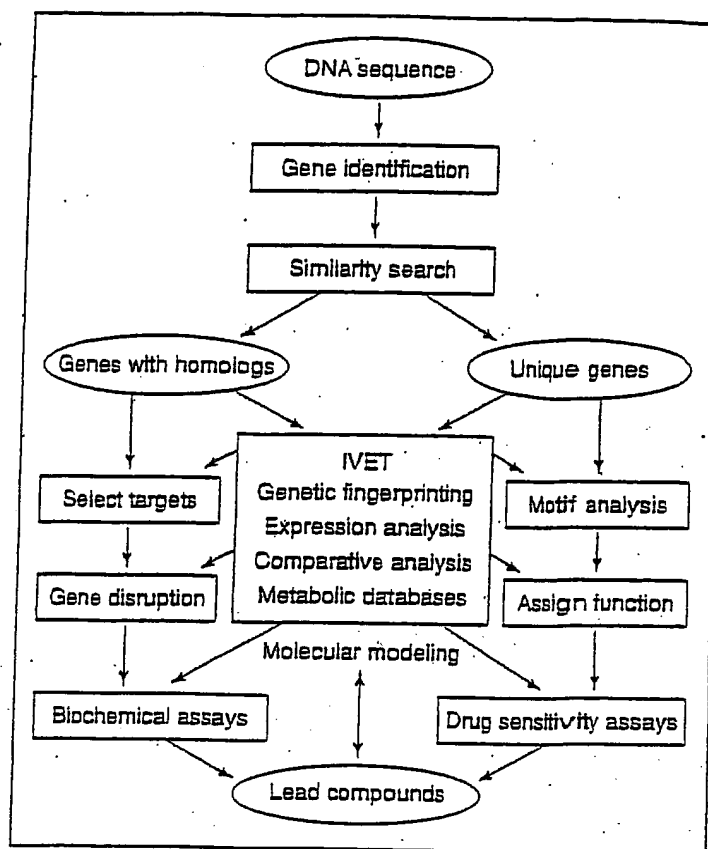 DNA sequence
Gene identification
Similarity search
Genes with homologs
Unique genes
IVET
Genetic fingerprinting
Expression analysis
Comparative analysis
Metabolic databases
Select targets
Motif analysis
Gene disruption
Assign function
Molecular modeling
Biochemical assays
Drug sensitivity assays
Lead compounds